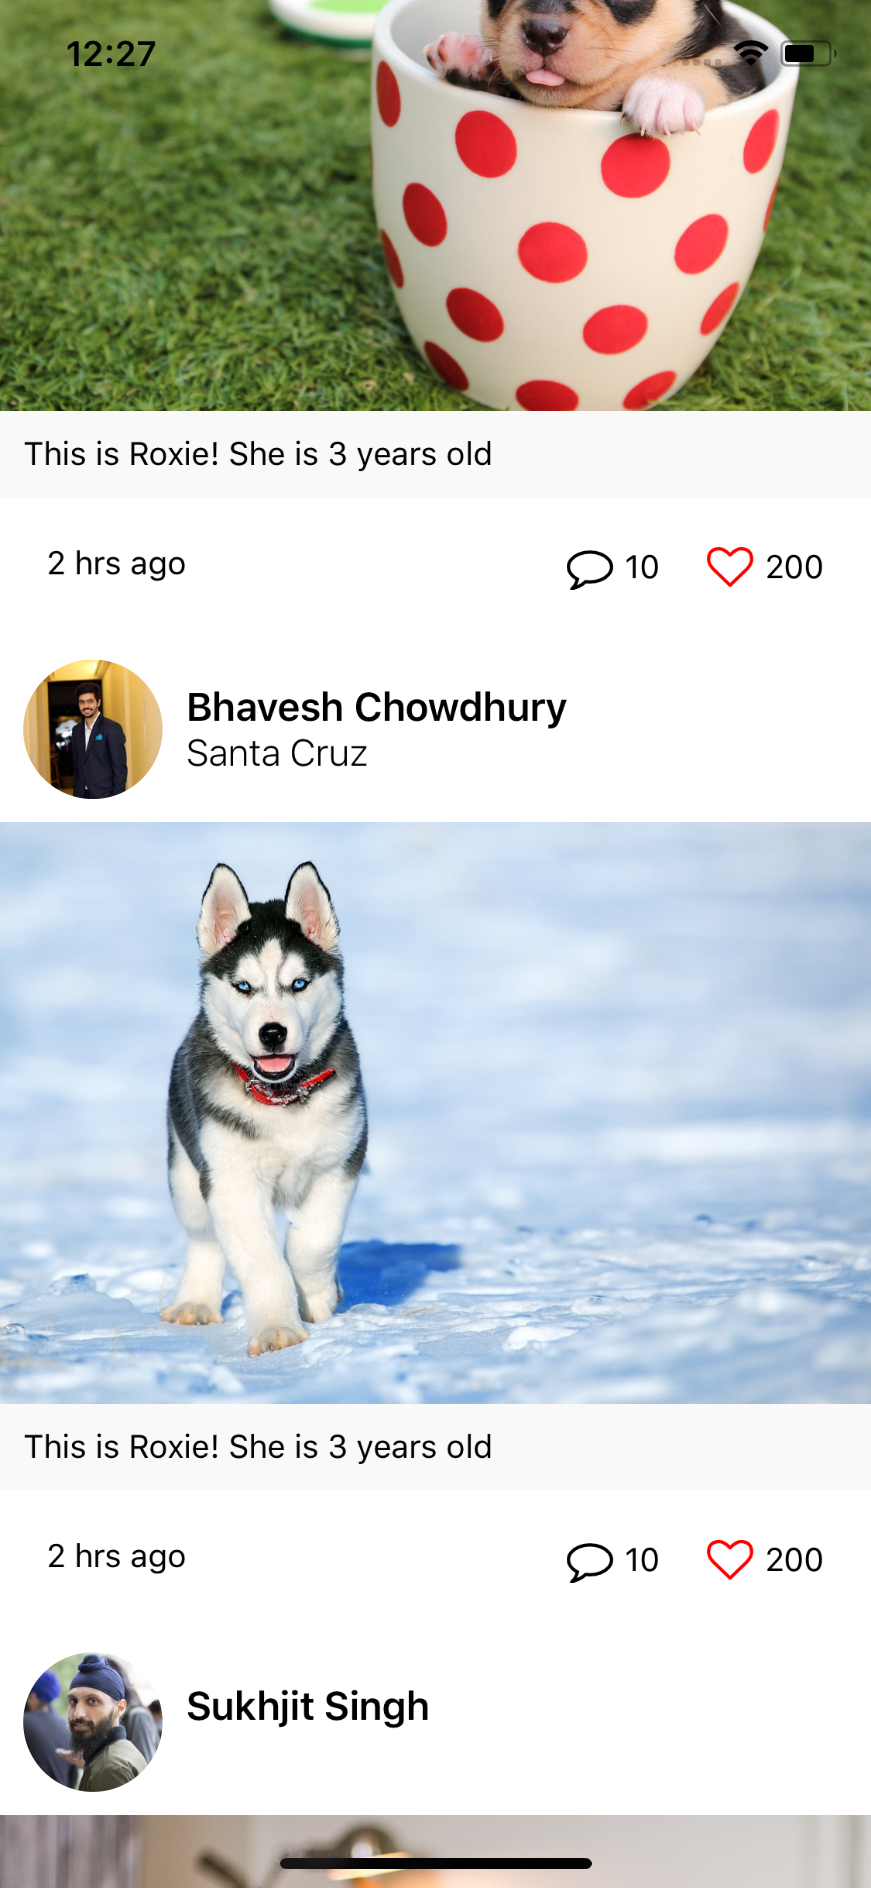 12:27
This is Roxie! She is 3 years old
2 hrs ago 10 200
Bhavesh Chowdhury
Santa Cruz
This is Roxie! She is 3 years old
2 hrs ago 10 200
Sukhjit Singh